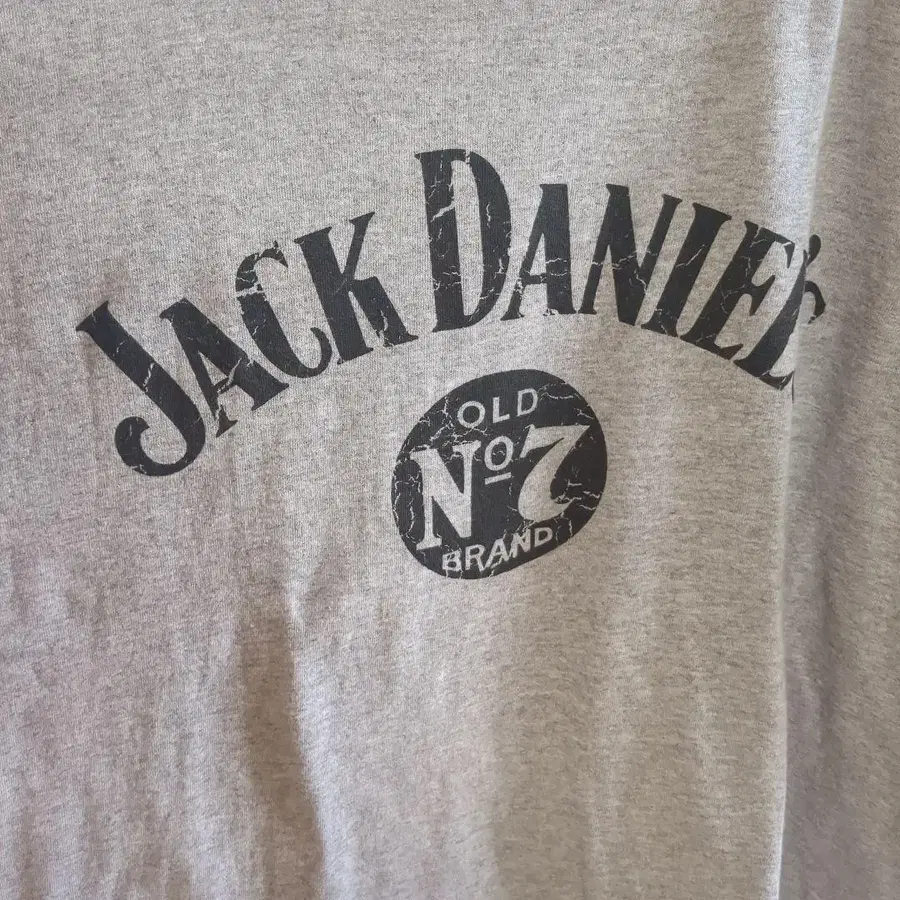 JACK DANIEL'S
OLD
Nº7
BRAND